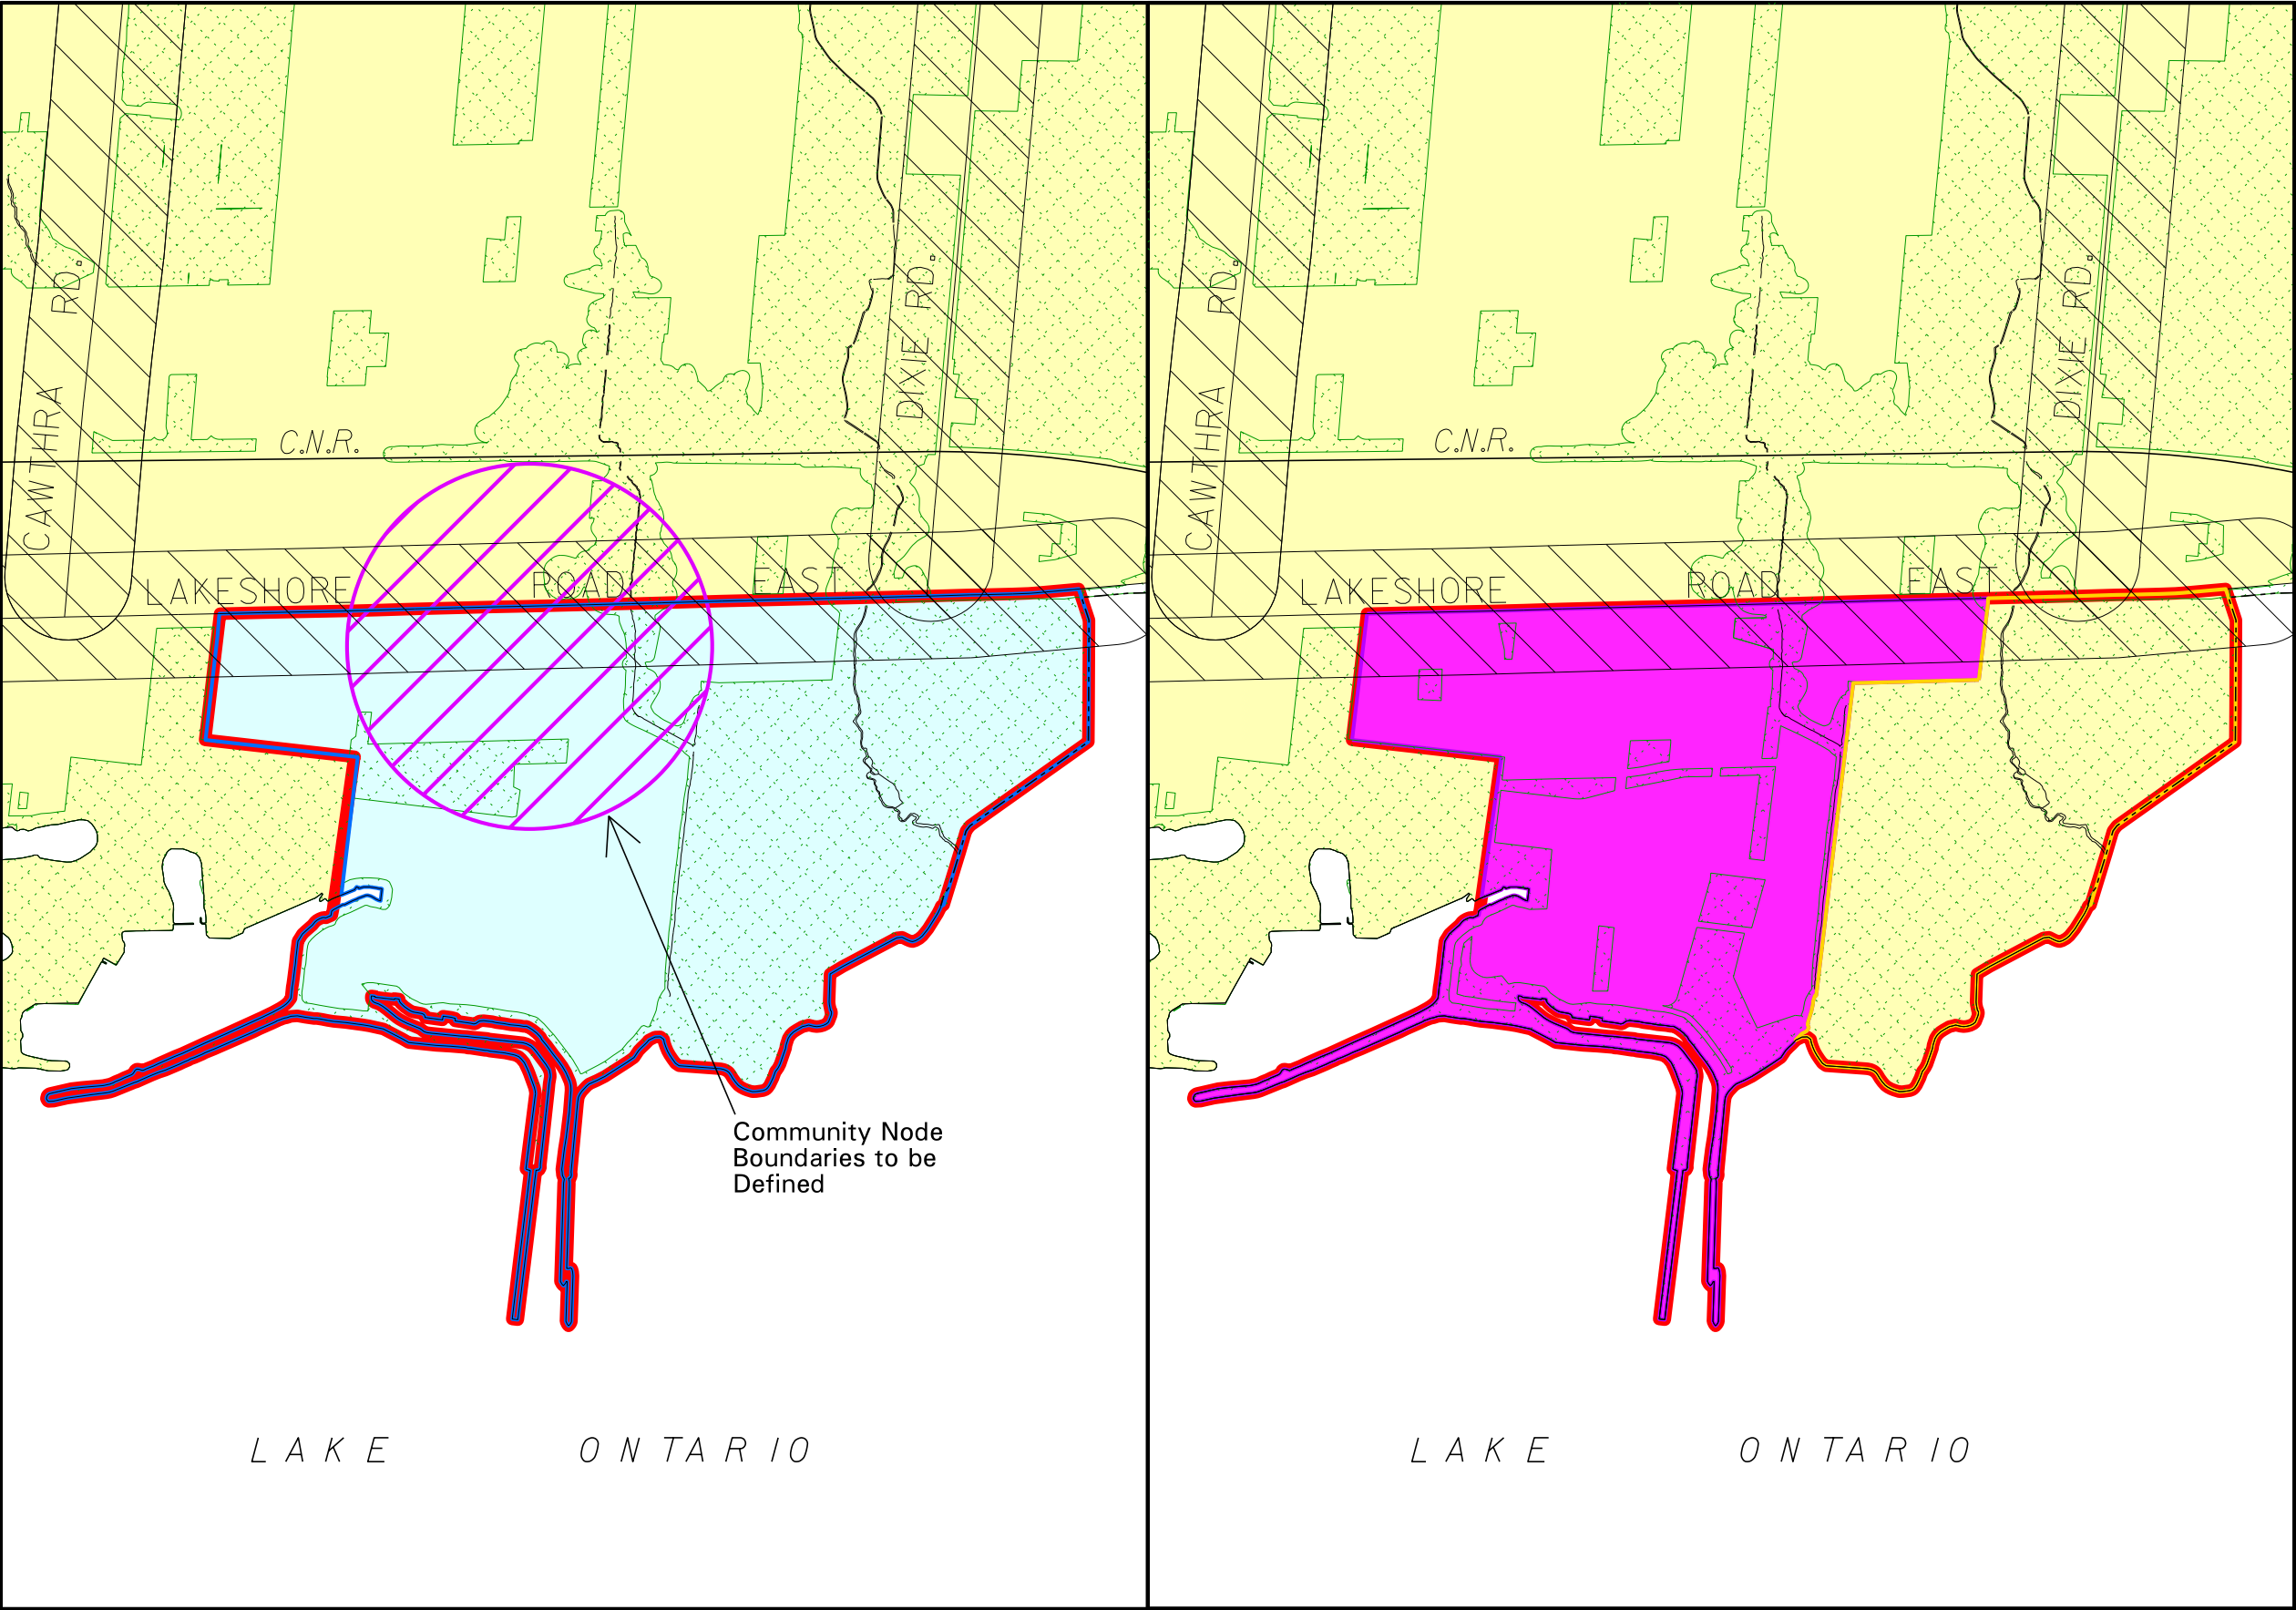 CAWTHRA RD.
C.N.R.
DIXIE RD.
LAKESHORE ROAD EAST
Community Node
Boundaries to be
Defined
LAKE ONTARIO
CAWTHRA RD.
C.N.R.
DIXIE RD.
LAKESHORE ROAD EAST
LAKE ONTARIO